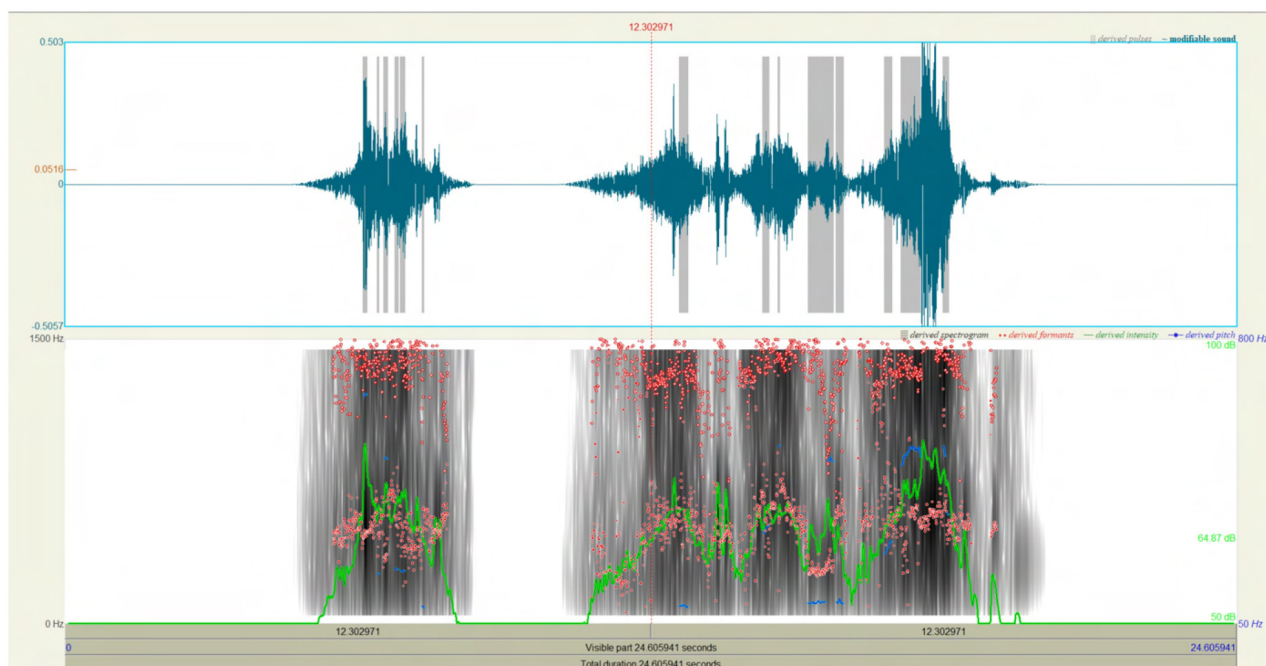 12.302971
0.503
derived pulses
modifiable sound
0.0516
0
-0.5057
1500 Hz
derived spectrogram
derived formants
derived intensity
derived pitch
800 Hz
100 dB
64.87 dB
50 dB
0 Hz
50 Hz
12.302971
12.302971
0
Visible part 24.605941 seconds
24.605941
Total duration 24.605941 seconds